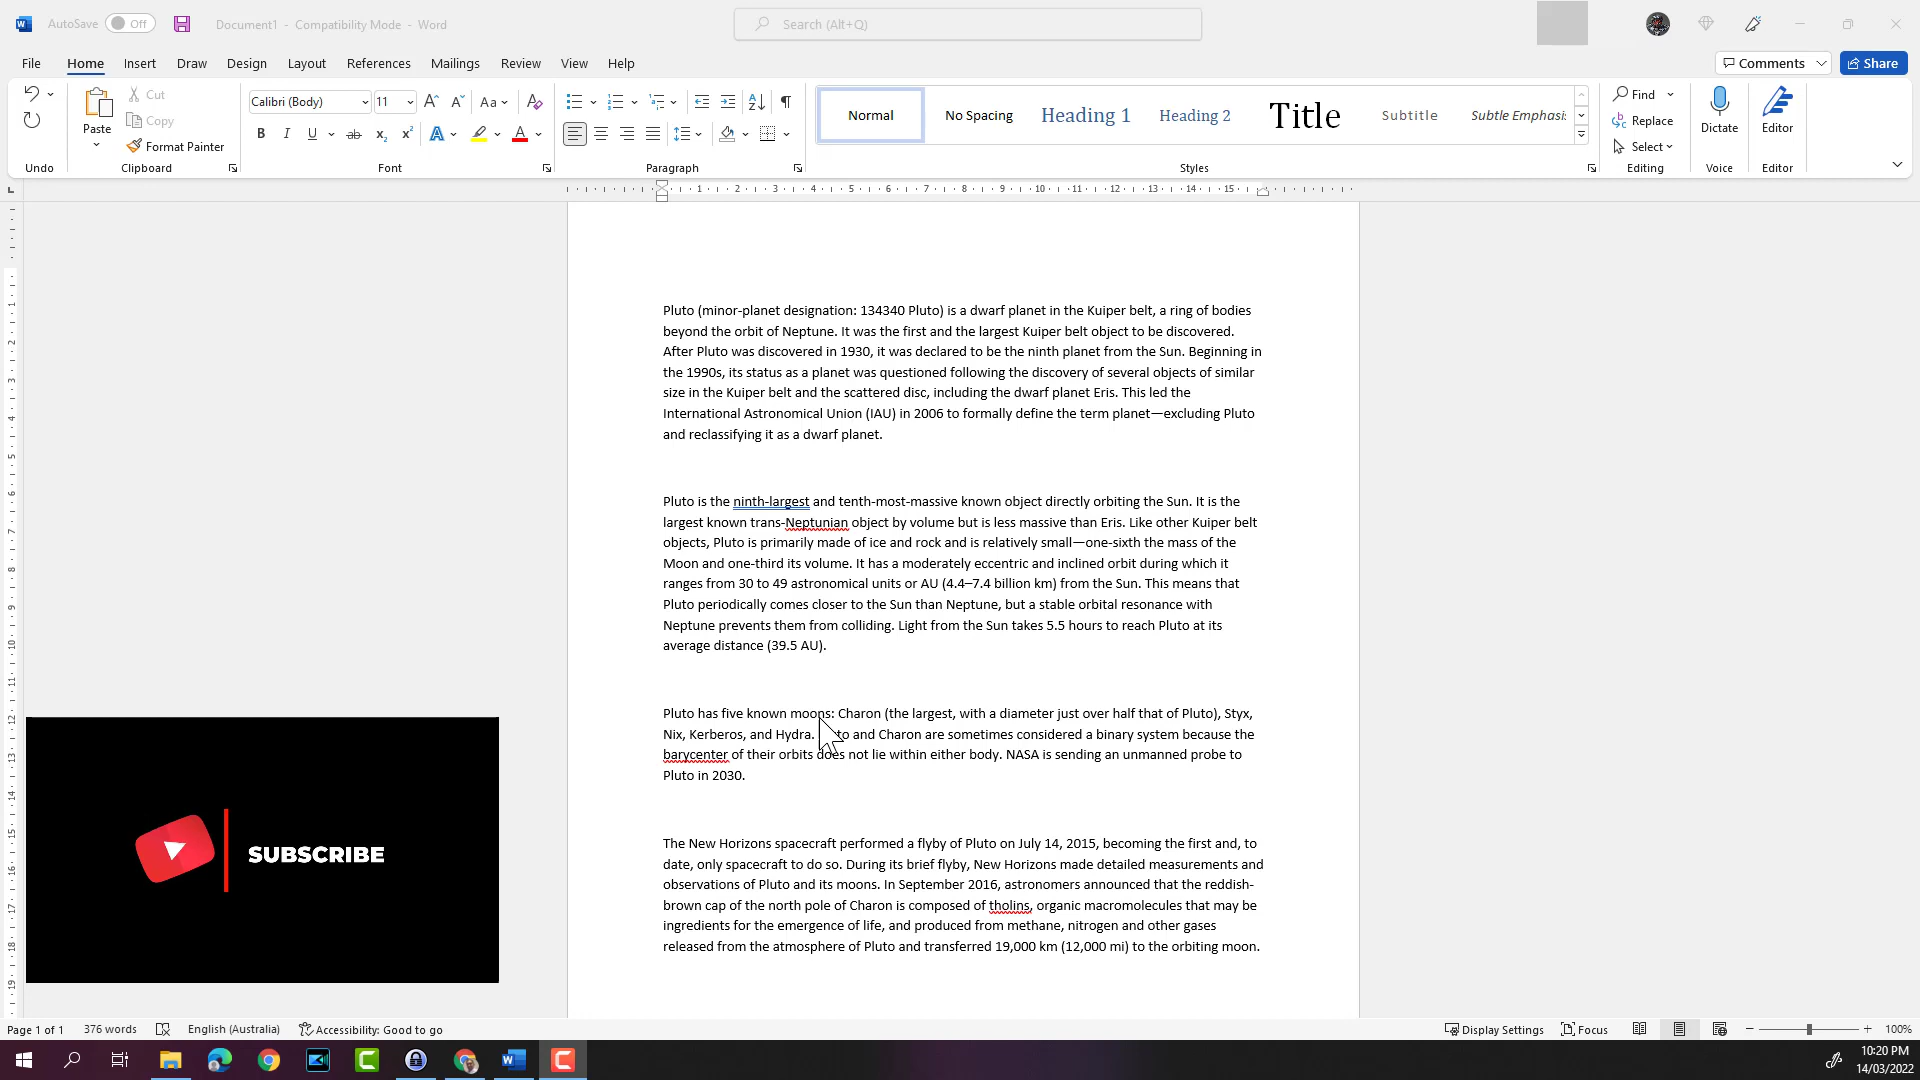 AutoSave Off Document1 - Compatibility Mode - Word Search (Alt+Q)
File Home Insert Draw Design Layout References Mailings Review View Help Comments Share
Undo
Paste Cut
Copy
Format Painter
Clipboard
Calibri (Body) 11 Aa
B I U ab x₂ x² A A
Font
Paragraph
Normal No Spacing Heading 1 Heading 2 Title Subtitle Subtle Emphasis
Styles
Find
Replace
Select
Editing
Dictate
Voice
Editor
Editor
1 2 3 4 5 6 7 8 9 10 11 12 13 14 15
Pluto (minor-planet designation: 134340 Pluto) is a dwarf planet in the Kuiper belt, a ring of bodies
beyond the orbit of Neptune. It was the first and the largest Kuiper belt object to be discovered.
After Pluto was discovered in 1930, it was declared to be the ninth planet from the Sun. Beginning in
the 1990s, its status as a planet was questioned following the discovery of several objects of similar
size in the Kuiper belt and the scattered disc, including the dwarf planet Eris. This led the
International Astronomical Union (IAU) in 2006 to formally define the term planet—excluding Pluto
and reclassifying it as a dwarf planet.
Pluto is the ninth-largest and tenth-most-massive known object directly orbiting the Sun. It is the
largest known trans-Neptunian object by volume but is less massive than Eris. Like other Kuiper belt
objects, Pluto is primarily made of ice and rock and is relatively small—one-sixth the mass of the
Moon and one-third its volume. It has a moderately eccentric and inclined orbit during which it
ranges from 30 to 49 astronomical units or AU (4.4–7.4 billion km) from the Sun. This means that
Pluto periodically comes closer to the Sun than Neptune, but a stable orbital resonance with
Neptune prevents them from colliding. Light from the Sun takes 5.5 hours to reach Pluto at its
average distance (39.5 AU).
Pluto has five known moons: Charon (the largest, with a diameter just over half that of Pluto), Styx,
Nix, Kerberos, and Hydra. to and Charon are sometimes considered a binary system because the
barycenter of their orbits does not lie within either body. NASA is sending an unmanned probe to
Pluto in 2030.
The New Horizons spacecraft performed a flyby of Pluto on July 14, 2015, becoming the first and, to
date, only spacecraft to do so. During its brief flyby, New Horizons made detailed measurements and
observations of Pluto and its moons. In September 2016, astronomers announced that the reddish-
brown cap of the north pole of Charon is composed of tholins, organic macromolecules that may be
ingredients for the emergence of life, and produced from methane, nitrogen and other gases
released from the atmosphere of Pluto and transferred 19,000 km (12,000 mi) to the orbiting moon.
SUBSCRIBE
Page 1 of 1 376 words English (Australia) Accessibility: Good to go Display Settings Focus 100%
10:20 PM
14/03/2022